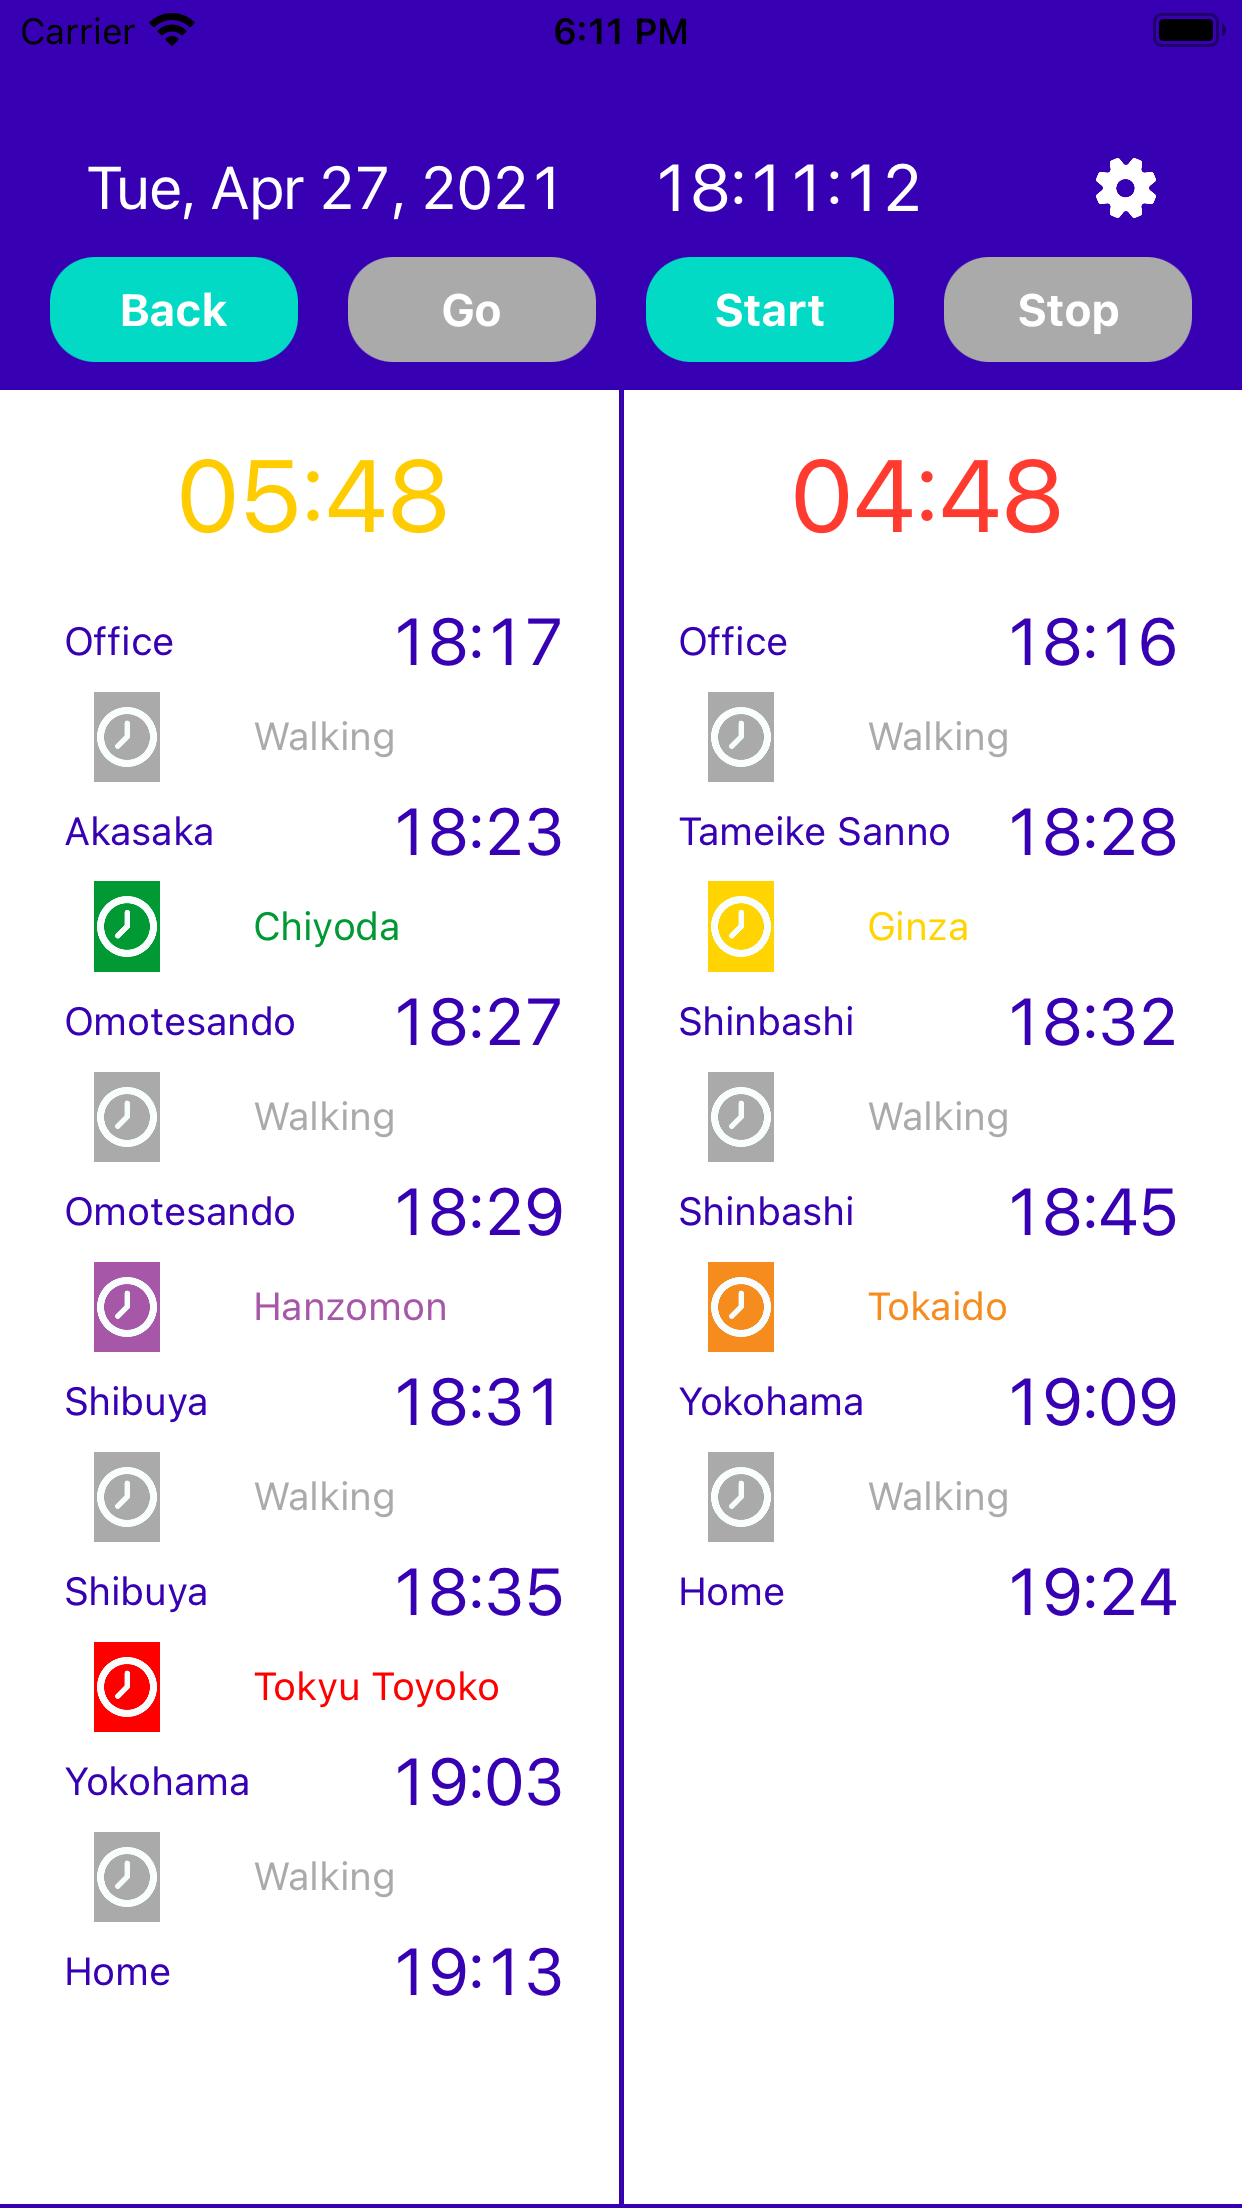 Carrier 6:11 PM
Tue, Apr 27, 2021 18:11:12
Back Go Start Stop
05:48
Office 18:17
Walking
Akasaka 18:23
Chiyoda
Omotesando 18:27
Walking
Omotesando 18:29
Hanzomon
Shibuya 18:31
Walking
Shibuya 18:35
Tokyu Toyoko
Yokohama 19:03
Walking
Home 19:13
04:48
Office 18:16
Walking
Tameike Sanno 18:28
Ginza
Shinbashi 18:32
Walking
Shinbashi 18:45
Tokaido
Yokohama 19:09
Walking
Home 19:24